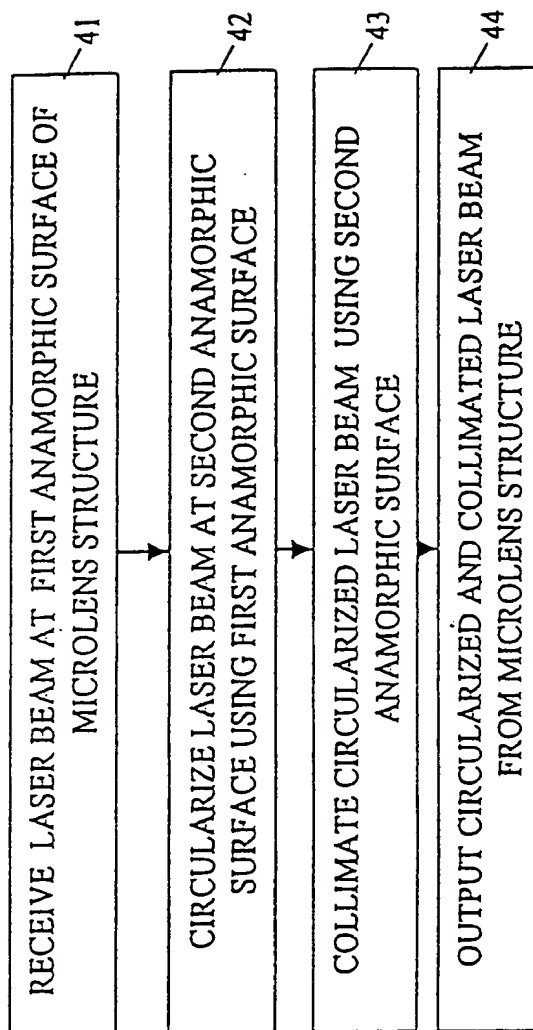 RECEIVE LASER BEAM AT FIRST ANAMORPHIC SURFACE OF
MICROLENS STRUCTURE
41
CIRCULARIZE LASER BEAM AT SECOND ANAMORPHIC
SURFACE USING FIRST ANAMORPHIC SURFACE
42
COLLIMATE CIRCULARIZED LASER BEAM USING SECOND
ANAMORPHIC SURFACE
43
OUTPUT CIRCULARIZED AND COLLIMATED LASER BEAM
FROM MICROLENS STRUCTURE
44